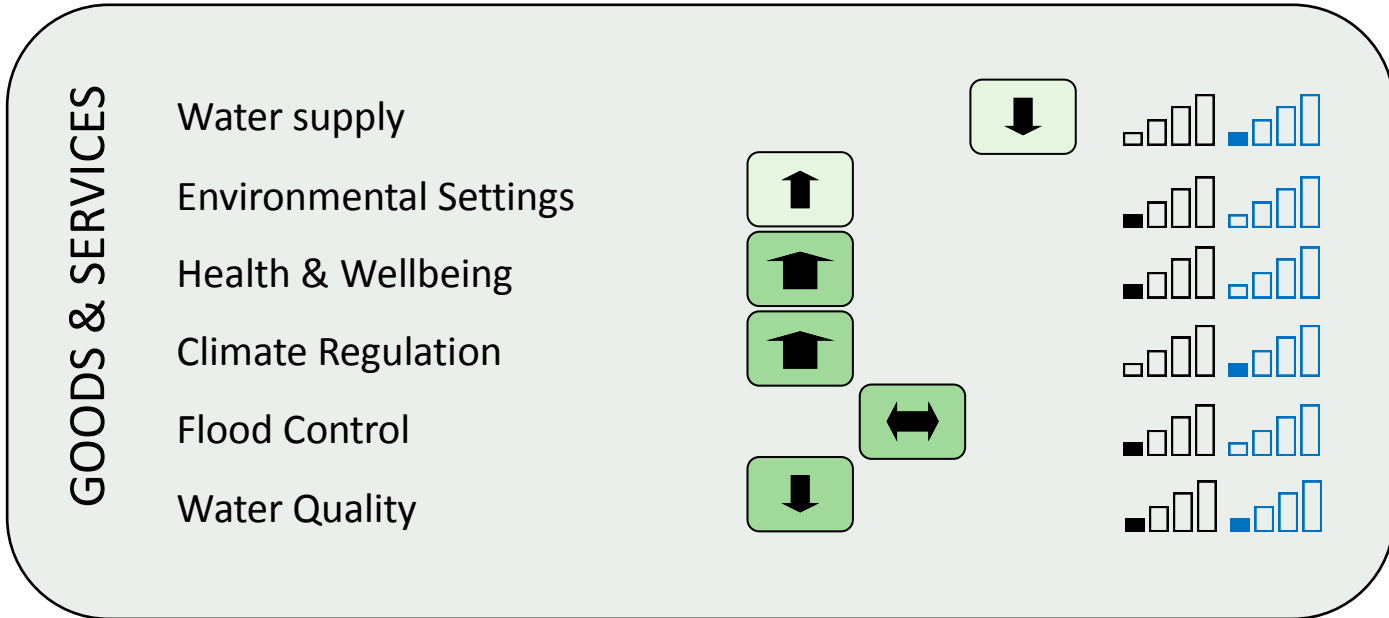 GOODS & SERVICES
Water supply
Environmental Settings
Health & Wellbeing
Climate Regulation
Flood Control
Water Quality